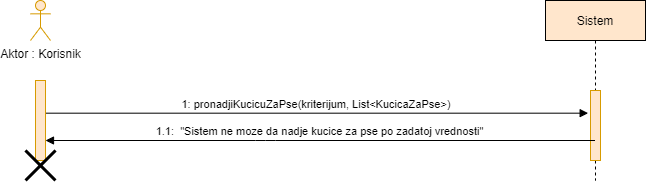 Sistem
Aktor : Korisnik
1: pronadjiKucicuZaPse(kriterijum, List<KucicaZaPse>)
1.1: "Sistem ne moze da nadje kucice za pse po zadatoj vrednosti"